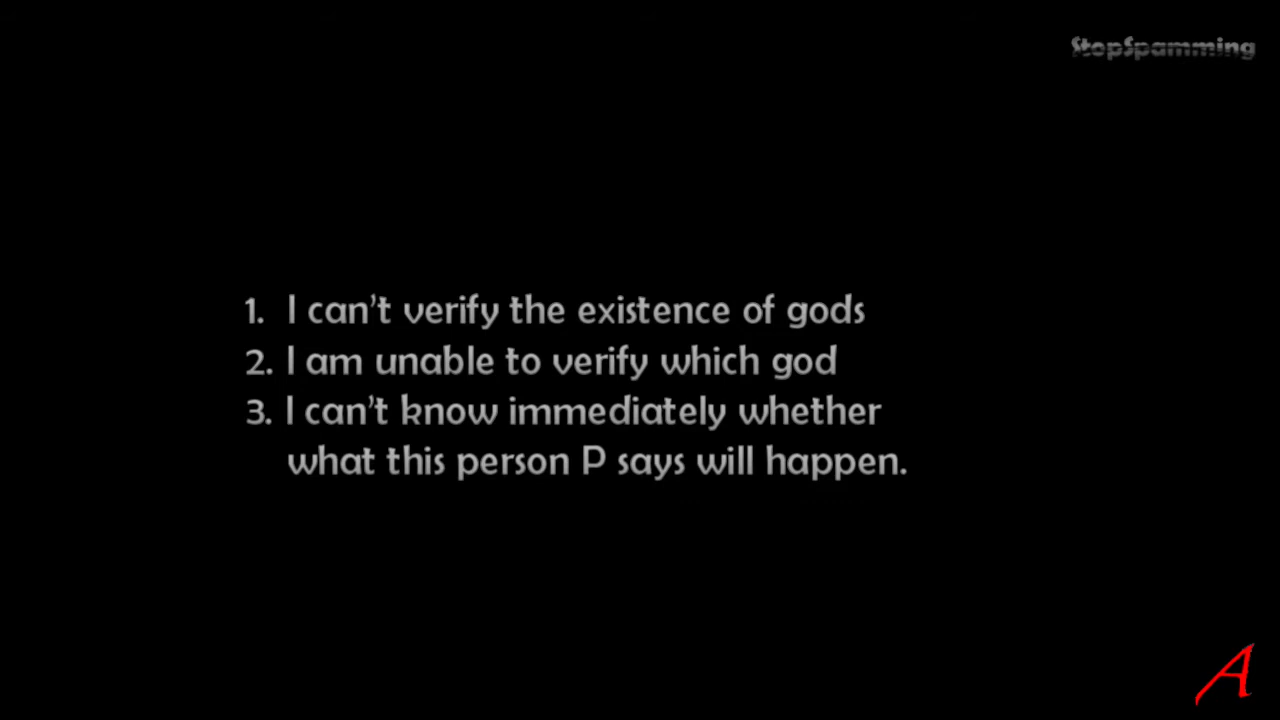 StopSpamming
1. I can't verify the existence of gods
2. I am unable to verify which god
3. I can't know immediately whether
what this person P says will happen.
A